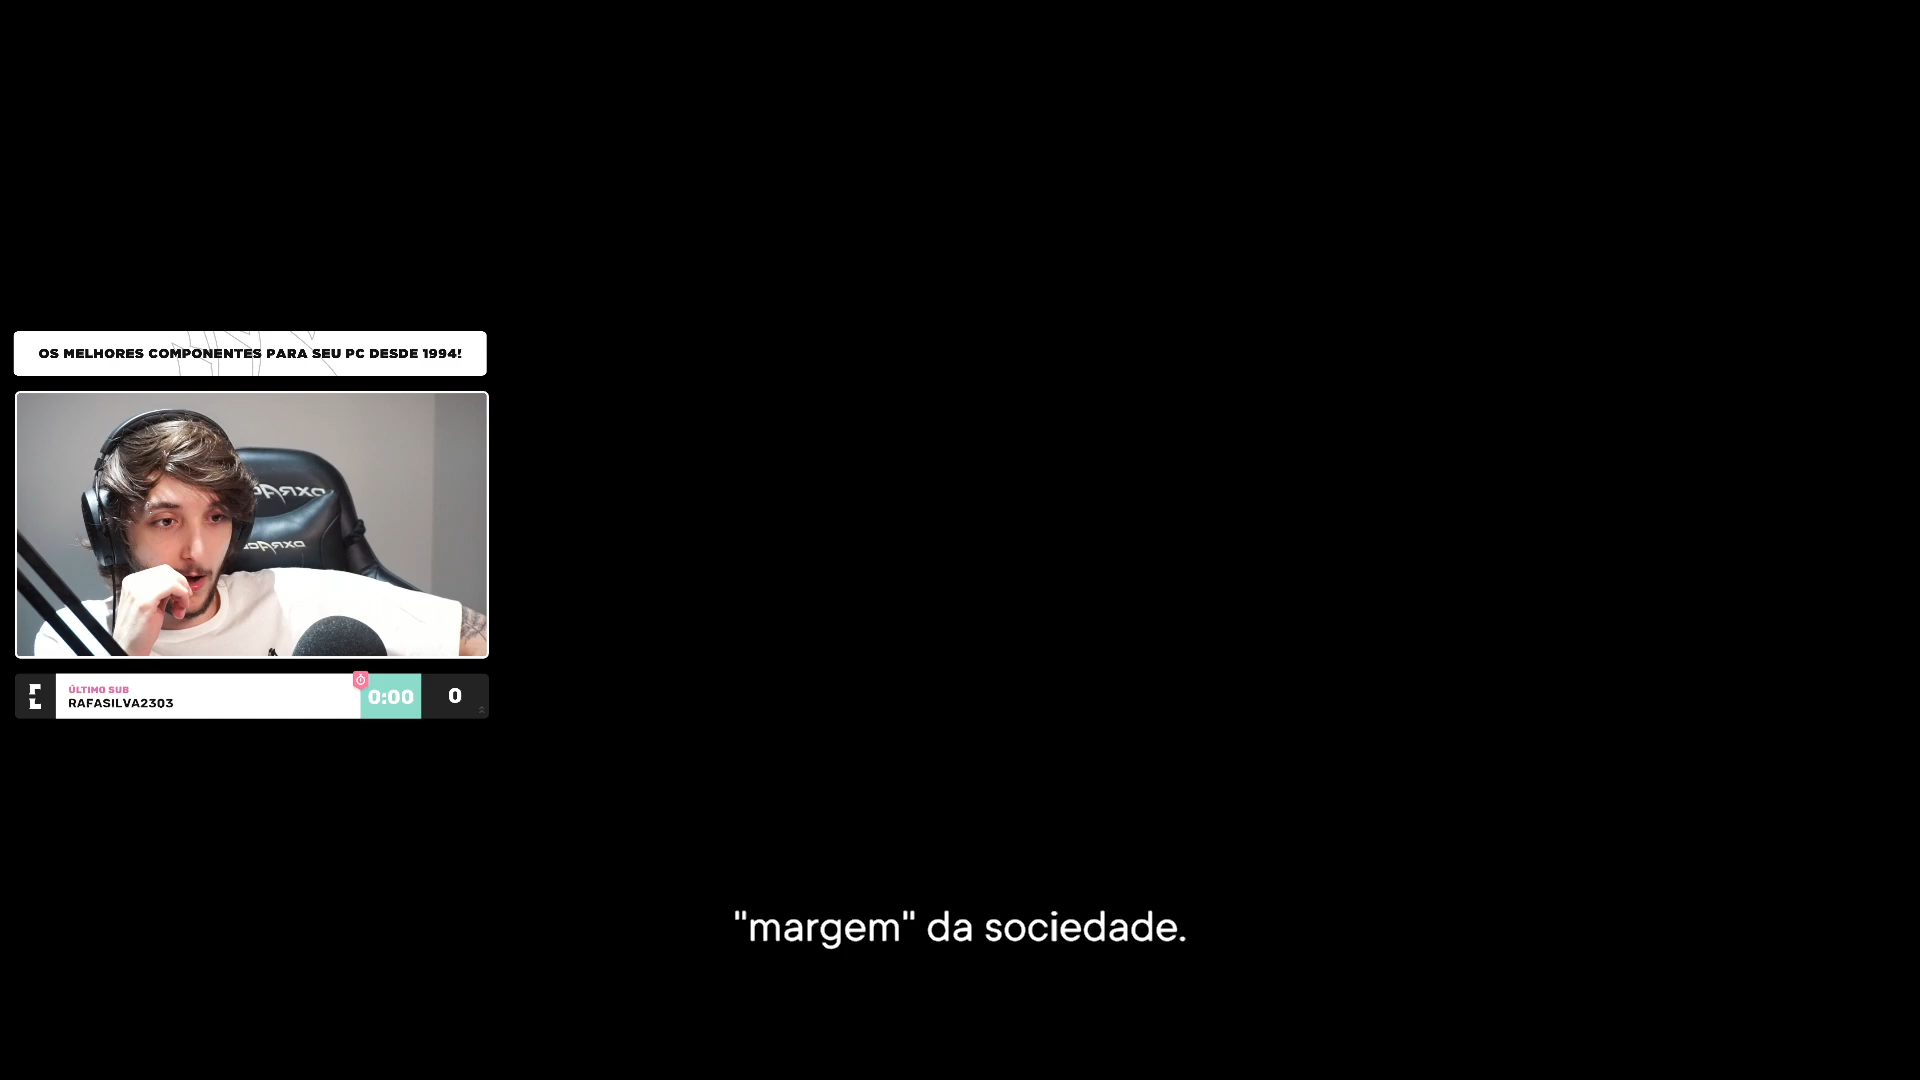 OS MELHORES COMPONENTES PARA SEU PC DESDE 1994!
ÚLTIMO SUB
RAFASILVA2303
0:00
0
"margem" da sociedade.